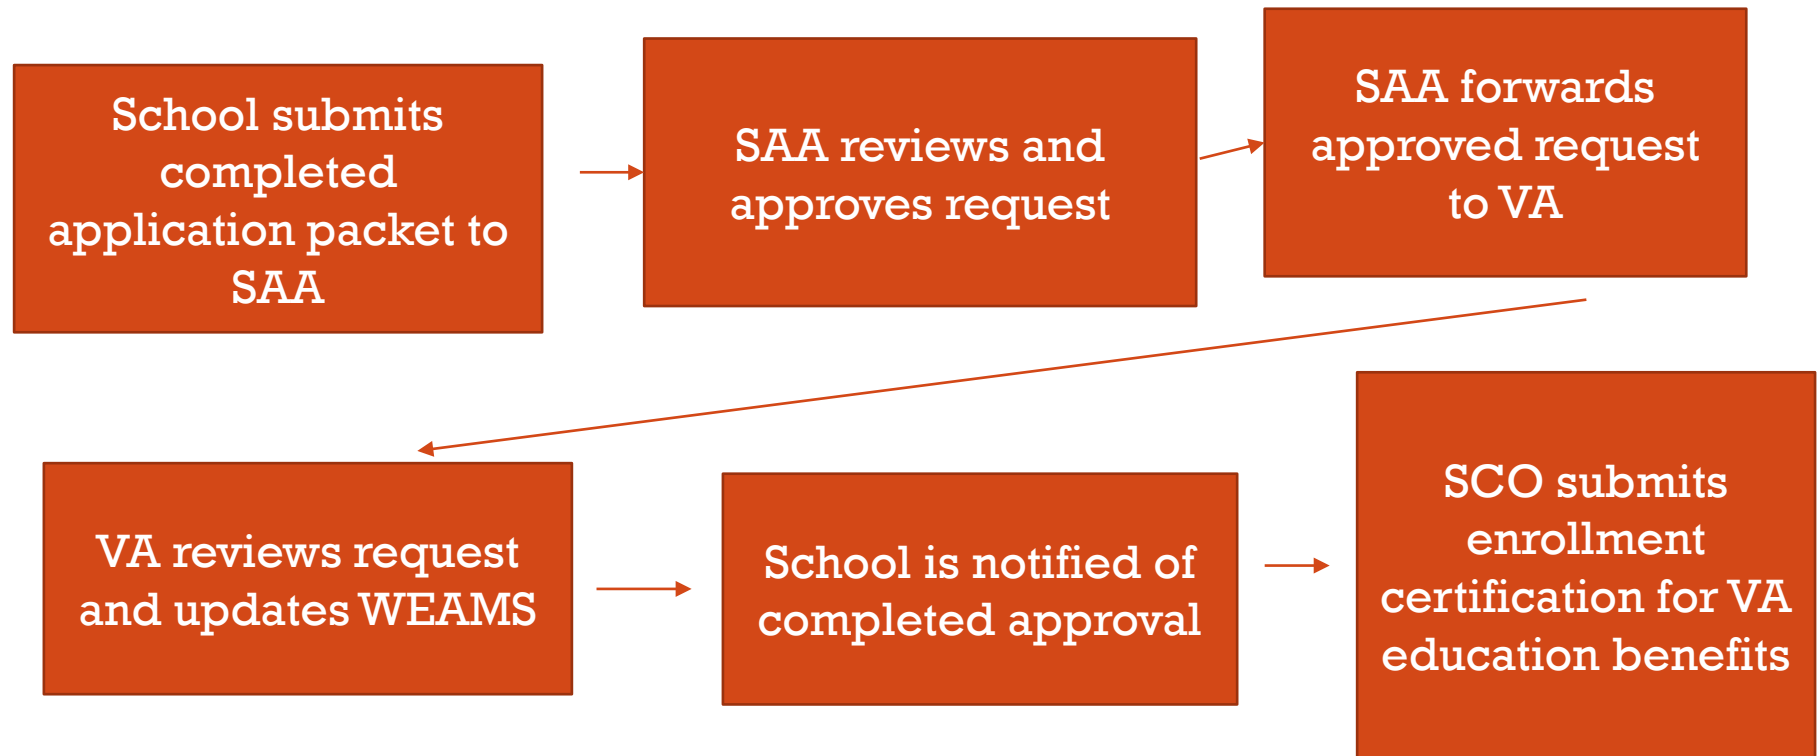 School submits
completed
application packet to
SAA
SAA reviews and
approves request
SAA forwards
approved request
to VA
VA reviews request
and updates WEAMS
School is notified of
completed approval
SCO submits
enrollment
certification for VA
education benefits